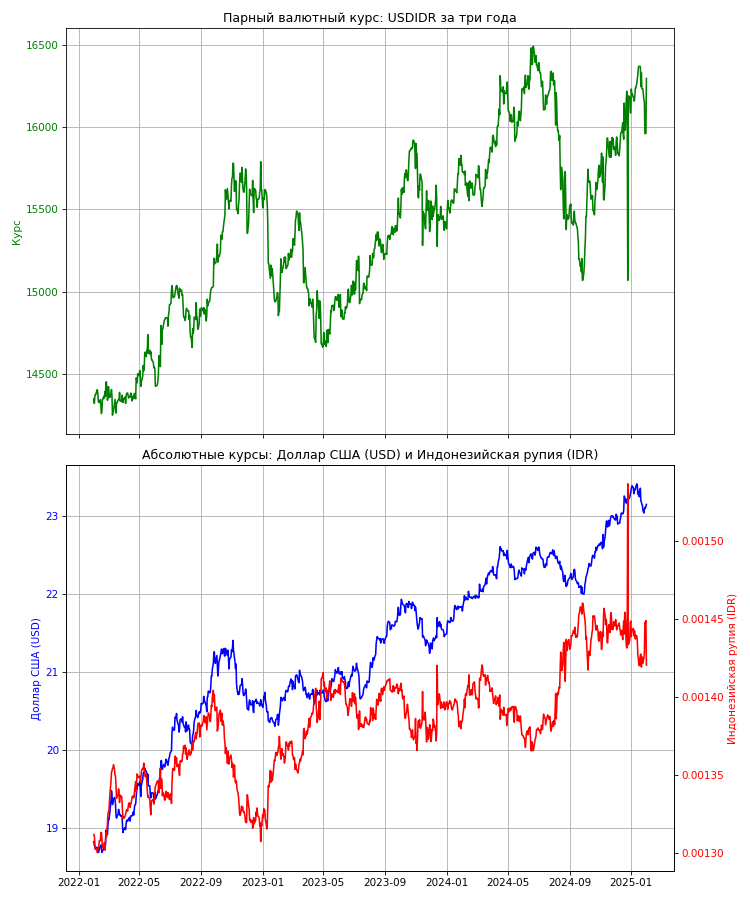 Парный валютный курс: USDIDR за три года
16500
16000
15500
15000
14500
Курс
Абсолютные курсы: Доллар США (USD) и Индонезийская рупия (IDR)
23
22
21
20
19
Доллар США (USD)
0.00150
0.00145
0.00140
0.00135
0.00130
Индонезийская рупия (IDR)
2022-01 2022-05 2022-09 2023-01 2023-05 2023-09 2024-01 2024-05 2024-09 2025-01